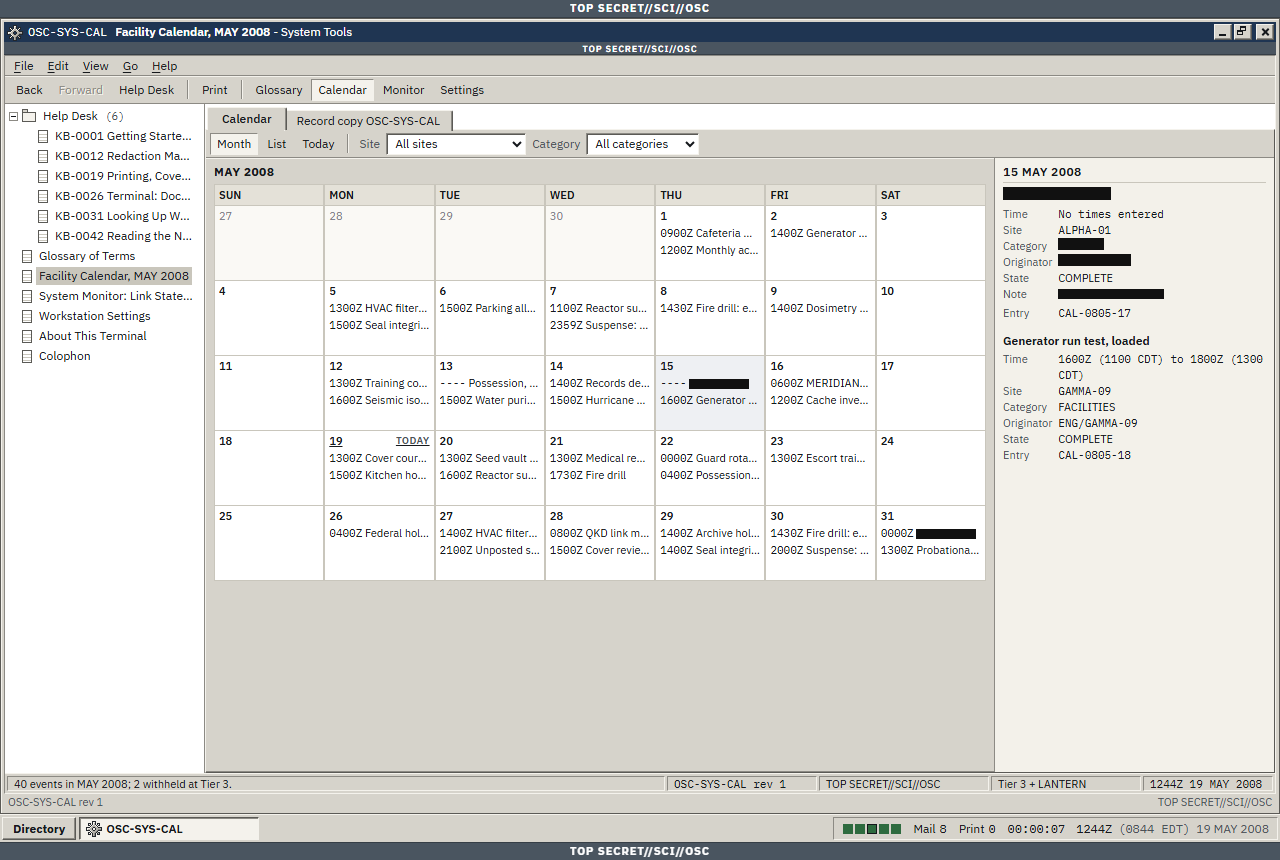 TOP SECRET//SCI//OSC
OSC-SYS-CAL Facility Calendar, MAY 2008 - System Tools
TOP SECRET//SCI//OSC
File Edit View Go Help
Back Forward Help Desk Print Glossary Calendar Monitor Settings
Help Desk (6)
KB-0001 Getting Starte...
KB-0012 Redaction Ma...
KB-0019 Printing, Cove...
KB-0026 Terminal: Doc...
KB-0031 Looking Up W...
KB-0042 Reading the N...
Glossary of Terms
Facility Calendar, MAY 2008
System Monitor: Link State...
Workstation Settings
About This Terminal
Colophon
Calendar Record copy OSC-SYS-CAL
Month List Today Site All sites Category All categories
MAY 2008
SUN MON TUE WED THU FRI SAT
27 28 29 30 1 2 3
0900Z Cafeteria ... 1400Z Generator ...
1200Z Monthly ac...
4 5 6 7 8 9 10
1300Z HVAC filter... 1500Z Parking all... 1100Z Reactor su... 1430Z Fire drill: e... 1400Z Dosimetry ...
1500Z Seal integri... 2359Z Suspense: ...
11 12 13 14 15 16 17
1300Z Training co... ---- Possession, ... 1400Z Records de... ---- 0600Z MERIDIAN...
1600Z Seismic iso... 1500Z Water puri... 1500Z Hurricane ... 1600Z Generator ... 1200Z Cache inve...
18 19 TODAY 20 21 22 23 24
1300Z Cover cour... 1300Z Seed vault ... 1300Z Medical re... 0000Z Guard rota... 1300Z Escort trai...
1500Z Kitchen ho... 1600Z Reactor su... 1730Z Fire drill 0400Z Possession...
25 26 27 28 29 30 31
0400Z Federal hol... 1400Z HVAC filter... 0800Z QKD link m... 1400Z Archive hol... 1430Z Fire drill: e... 0000Z
2100Z Unposted s... 1500Z Cover revie... 1400Z Seal integri... 2000Z Suspense: ... 1300Z Probationa...
15 MAY 2008
Time No times entered
Site ALPHA-01
Category
Originator
State COMPLETE
Note
Entry CAL-0805-17
Generator run test, loaded
Time 1600Z (1100 CDT) to 1800Z (1300
CDT)
Site GAMMA-09
Category FACILITIES
Originator ENG/GAMMA-09
State COMPLETE
Entry CAL-0805-18
40 events in MAY 2008; 2 withheld at Tier 3. OSC-SYS-CAL rev 1 TOP SECRET//SCI//OSC Tier 3 + LANTERN 1244Z 19 MAY 2008
OSC-SYS-CAL rev 1 TOP SECRET//SCI//OSC
Directory OSC-SYS-CAL Mail 8 Print 0 00:00:07 1244Z (0844 EDT) 19 MAY 2008
TOP SECRET//SCI//OSC